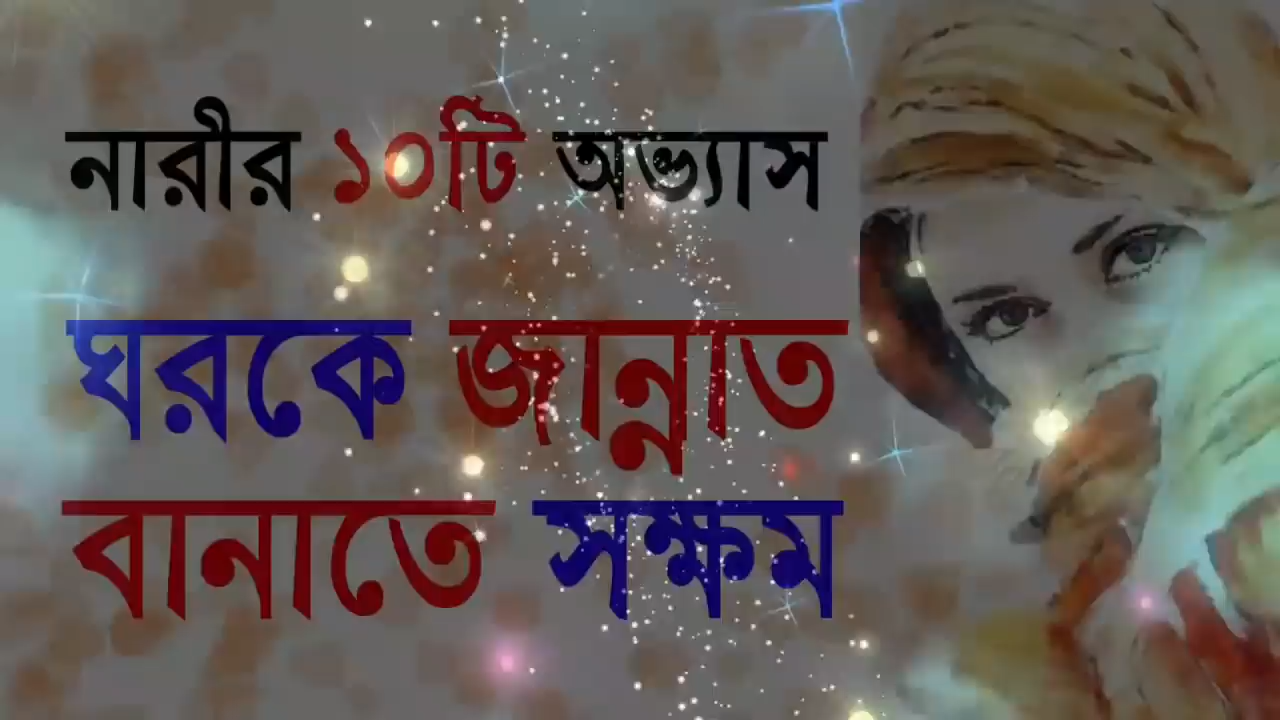 নারীর ১০টি অভ্যাস
ঘরকে জান্নাত
বানাতে সক্ষম